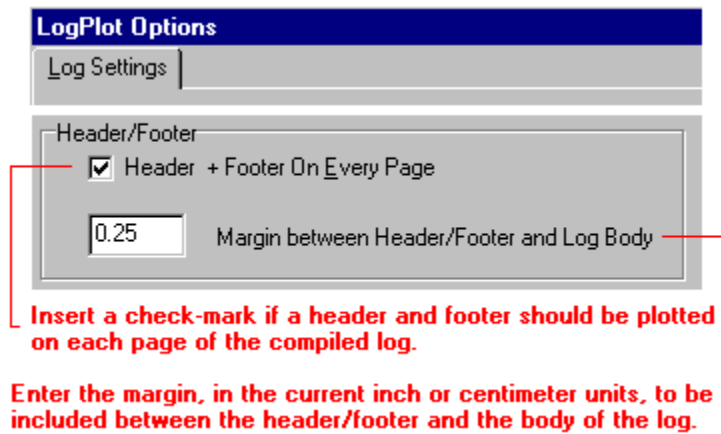 LogPlot Options
Log Settings
Header/Footer
Header + Footer On Every Page
0.25
Margin between Header/Footer and Log Body
Insert a check-mark if a header and footer should be plotted
on each page of the compiled log.
Enter the margin, in the current inch or centimeter units, to be
included between the header/footer and the body of the log.